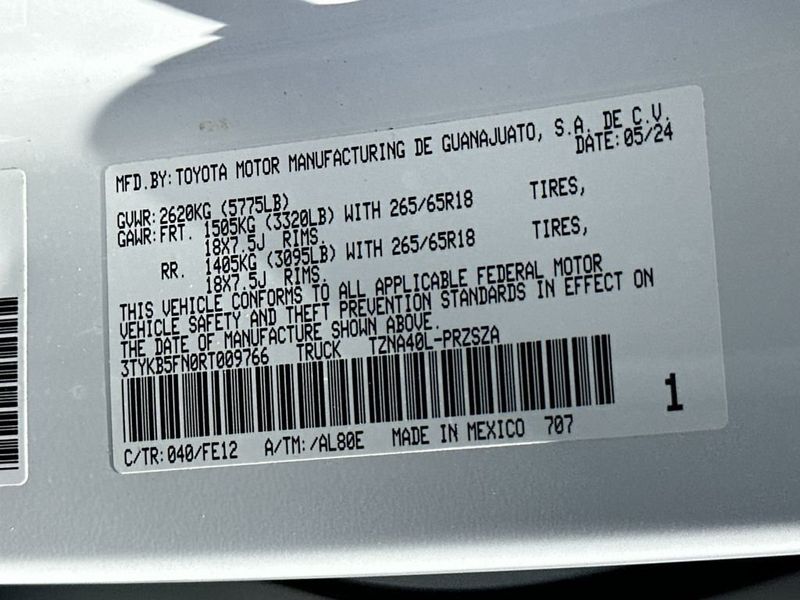 MFD.BY: TOYOTA MOTOR MANUFACTURING DE GUANAJUATO, S.A. DE C.V.
DATE: 05/24
GVWR: 2620KG (5775LB)
GAWR: FRT. 1505KG (3320LB) WITH 265/65R18 TIRES,
18X7.5J RIMS.
RR. 1405KG (3095LB) WITH 265/65R18 TIRES,
18X7.5J RIMS.
THIS VEHICLE CONFORMS TO ALL APPLICABLE FEDERAL MOTOR
VEHICLE SAFETY AND THEFT PREVENTION STANDARDS IN EFFECT ON
THE DATE OF MANUFACTURE SHOWN ABOVE.
3TYKB5FN0RT009766 TRUCK TZNA40L-PRZSZA
1
C/TR: 040/FE12 A/TM: /AL80E MADE IN MEXICO 707